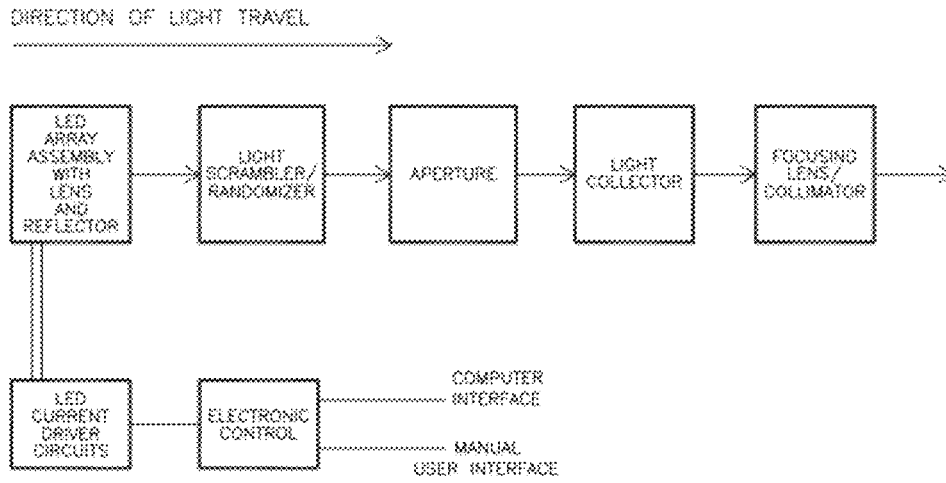 DIRECTION OF LIGHT TRAVEL
LED
ARRAY
ASSEMBLY
WITH
LENS
AND
REFLECTOR
LIGHT
SCRAMBLER/
RANDOMIZER
APERTURE
LIGHT
COLLECTOR
FOCUSING
LENS/
DOLLIMATOR
LED
CURRENT
DRIVER
CIRCUITS
ELECTRONIC
CONTROL
COMPUTER
INTERFACE
MANUAL
USER INTERFACE